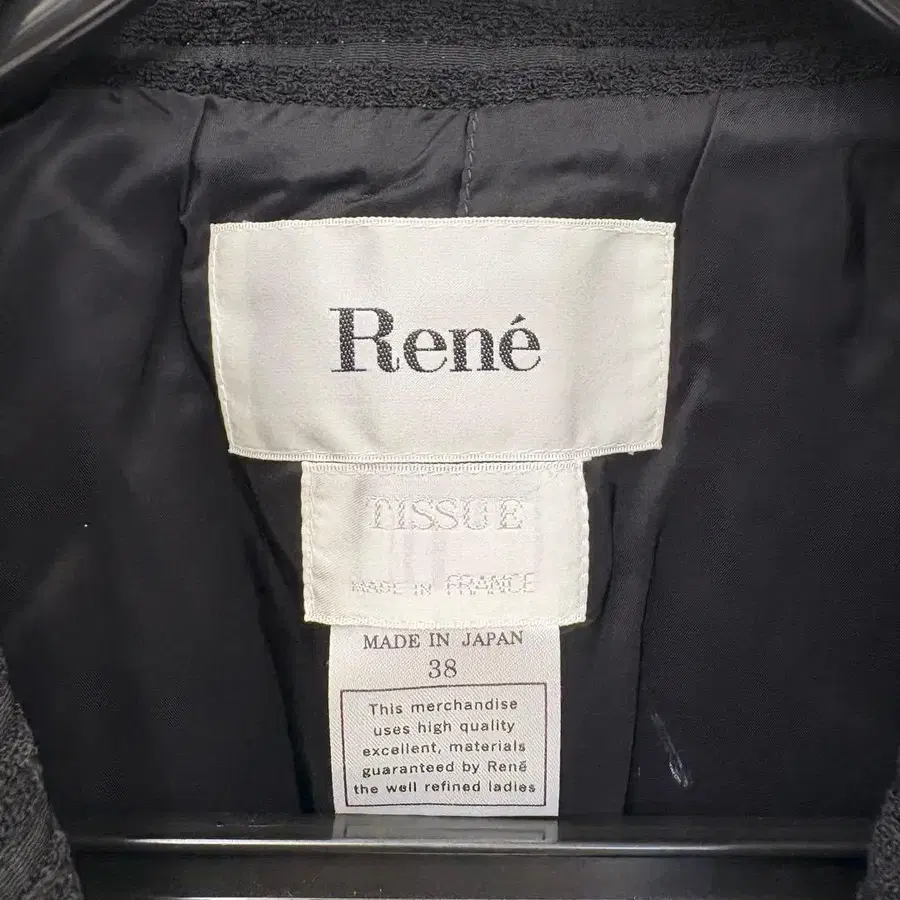 René
TISSUE
MADE IN FRANCE
MADE IN JAPAN
38
This merchandise
uses high quality
excellent, materials
guaranteed by René
the well refined ladies